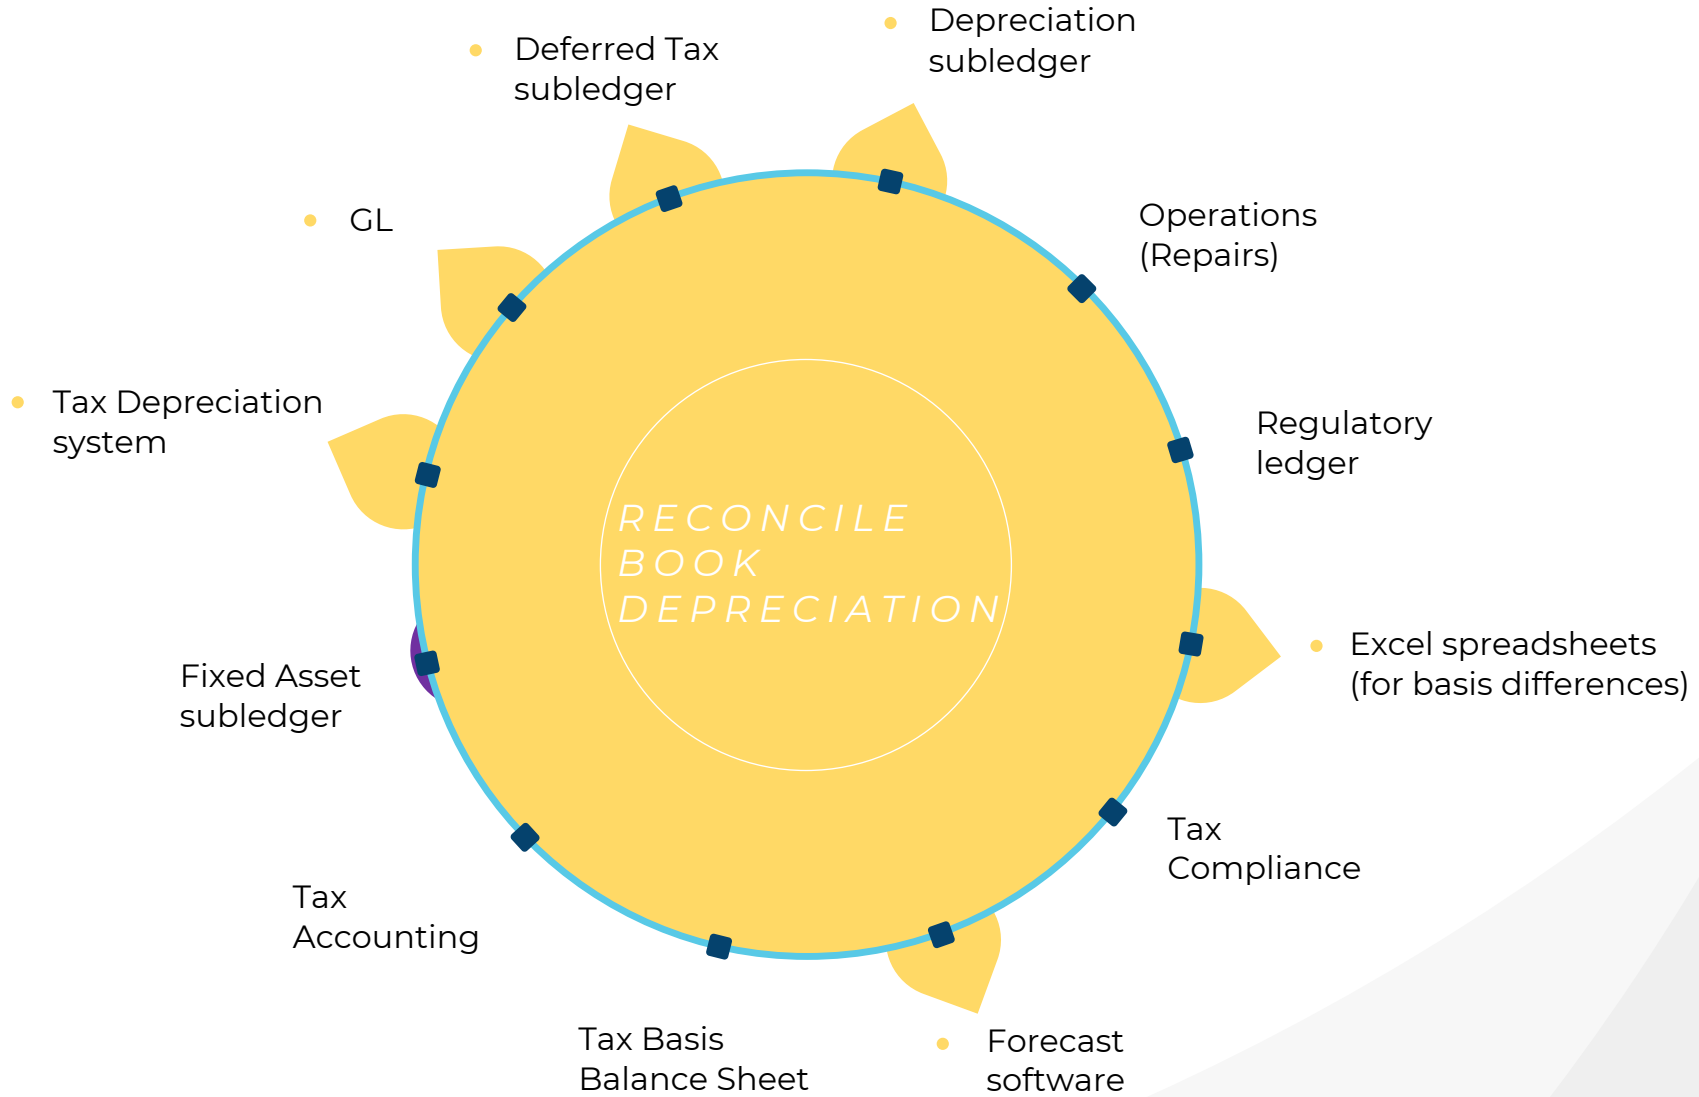 Depreciation
subledger
Deferred Tax
subledger
GL
Operations
(Repairs)
Tax Depreciation
system
Regulatory
ledger
RECONCILE
BOOK
DEPRECIATION
Excel spreadsheets
(for basis differences)
Fixed Asset
subledger
Tax
Compliance
Tax
Accounting
Tax Basis
Balance Sheet
Forecast
software